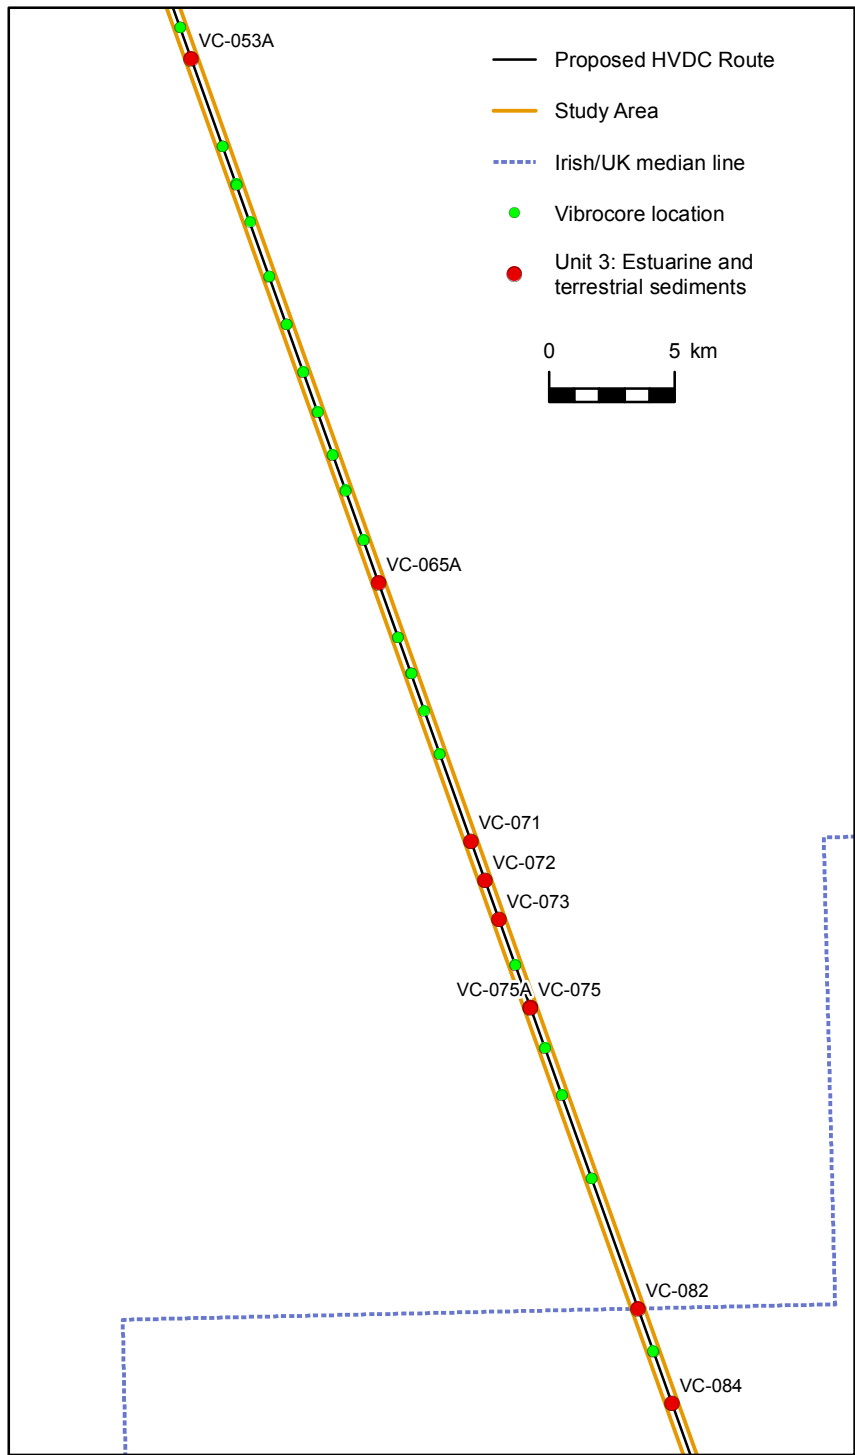 VC-053A
Proposed HVDC Route
Study Area
Irish/UK median line
Vibrocore location
Unit 3: Estuarine and
terrestrial sediments
0 5 km
VC-065A
VC-071
VC-072
VC-073
VC-075A VC-075
VC-082
VC-084